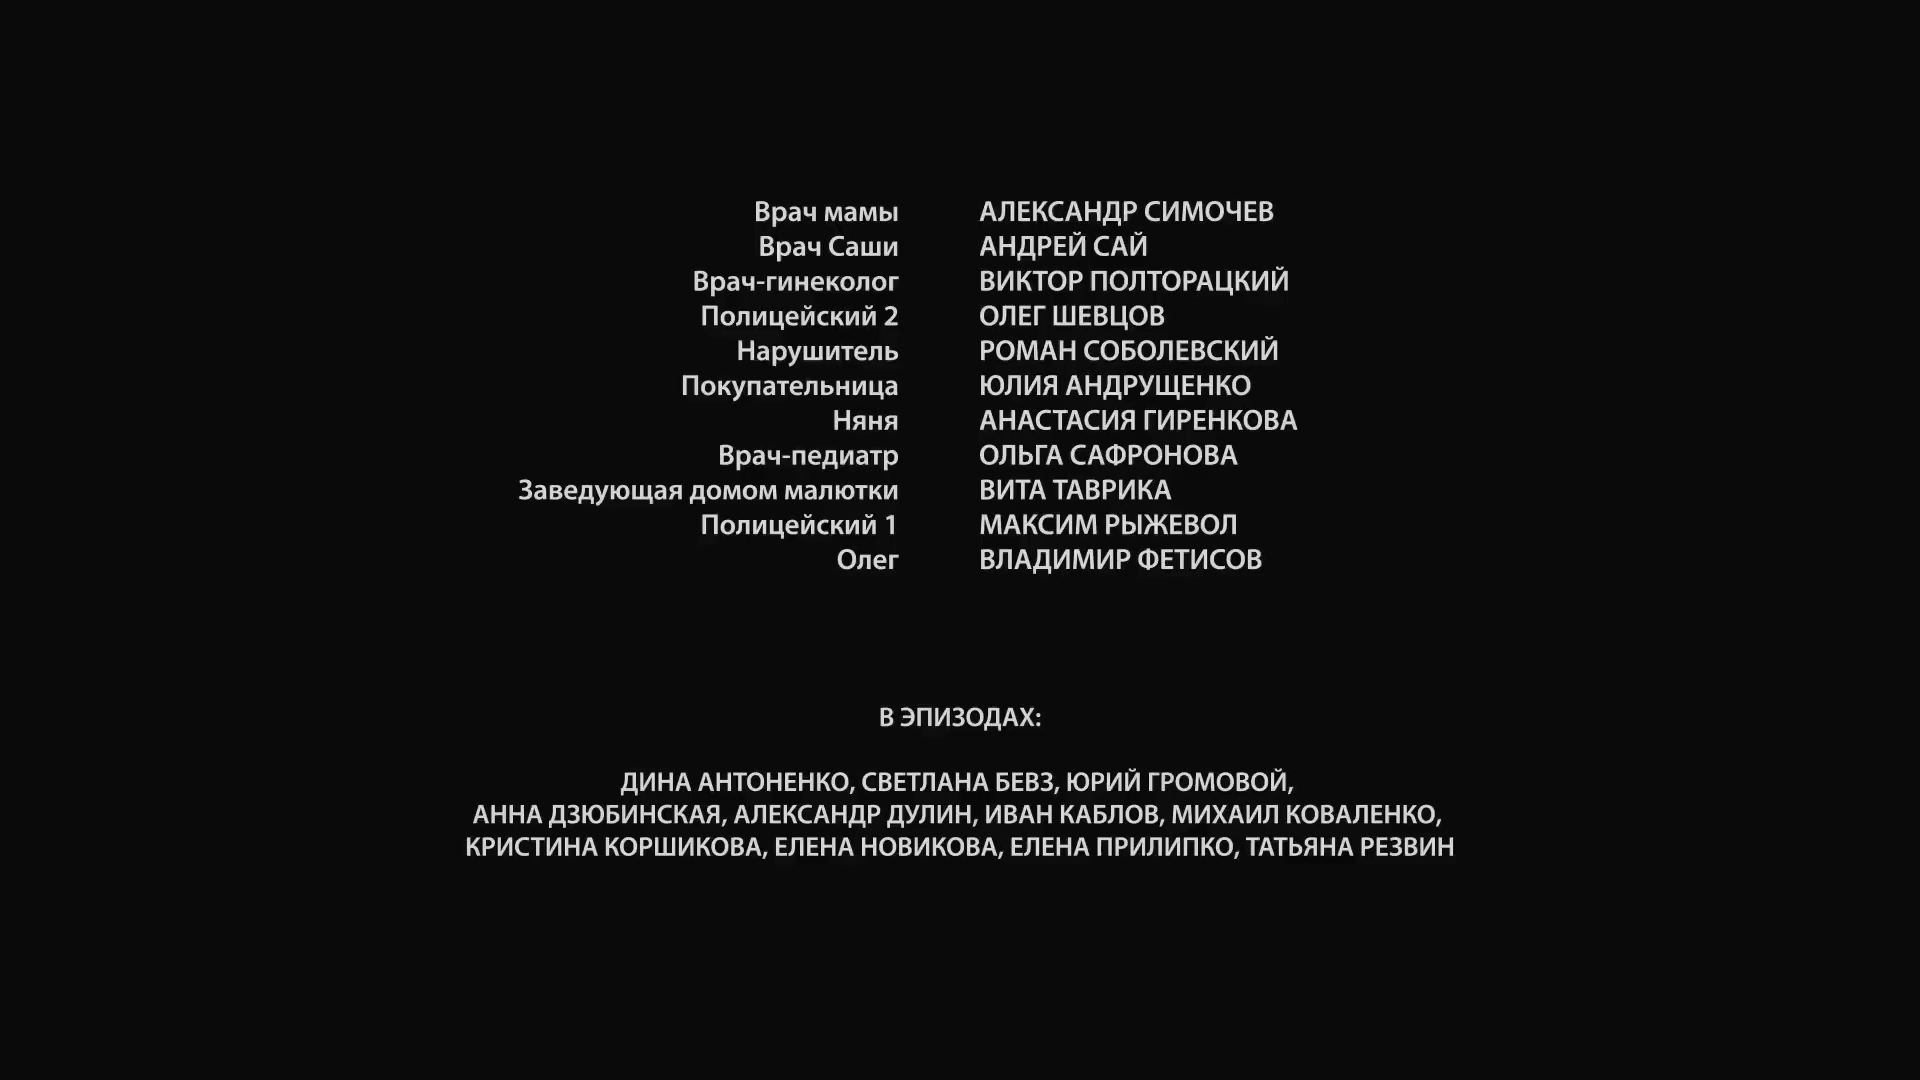 Врач мамы АЛЕКСАНДР СИМОЧЕВ
Врач Саши АНДРЕЙ САЙ
Врач-гинеколог ВИКТОР ПОЛТОРАЦКИЙ
Полицейский 2 ОЛЕГ ШЕВЦОВ
Нарушитель РОМАН СОБОЛЕВСКИЙ
Покупательница ЮЛИЯ АНДРУЩЕНКО
Няня АНАСТАСИЯ ГИРЕНКОВА
Врач-педиатр ОЛЬГА САФРОНОВА
Заведующая домом малютки ВИТА ТАВРИКА
Полицейский 1 МАКСИМ РЫЖЕВОЛ
Олег ВЛАДИМИР ФЕТИСОВ
В ЭПИЗОДАХ:
ДИНА АНТОНЕНКО, СВЕТЛАНА БЕВЗ, ЮРИЙ ГРОМОВОЙ,
АННА ДЗЮБИНСКАЯ, АЛЕКСАНДР ДУЛИН, ИВАН КАБЛОВ, МИХАИЛ КОВАЛЕНКО,
КРИСТИНА КОРШИКОВА, ЕЛЕНА НОВИКОВА, ЕЛЕНА ПРИЛИПКО, ТАТЬЯНА РЕЗВИН